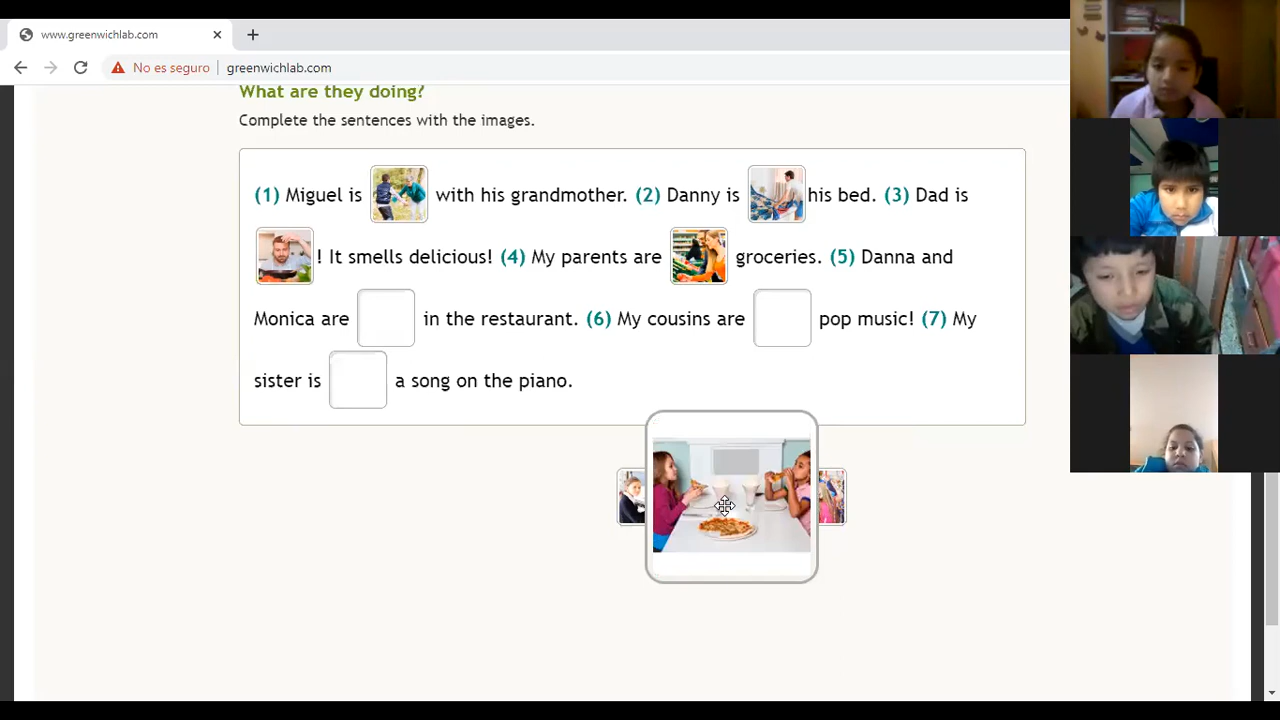 www.greenwichlab.com
No es seguro greenwichlab.com
What are they doing?
Complete the sentences with the images.
(1) Miguel is with his grandmother. (2) Danny is his bed. (3) Dad is
! It smells delicious! (4) My parents are groceries. (5) Danna and
Monica are in the restaurant. (6) My cousins are pop music! (7) My
sister is a song on the piano.